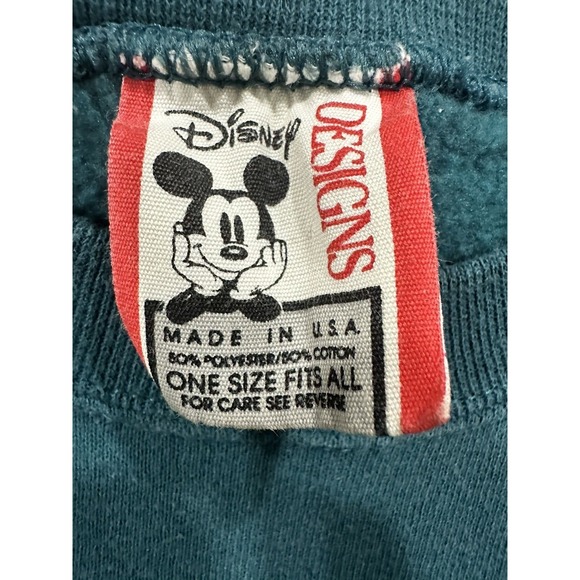 Disney
DESIGNS
MADE IN U.S.A.
50% POLYESTER/50% COTTON
ONE SIZE FITS ALL
FOR CARE SEE REVERSE